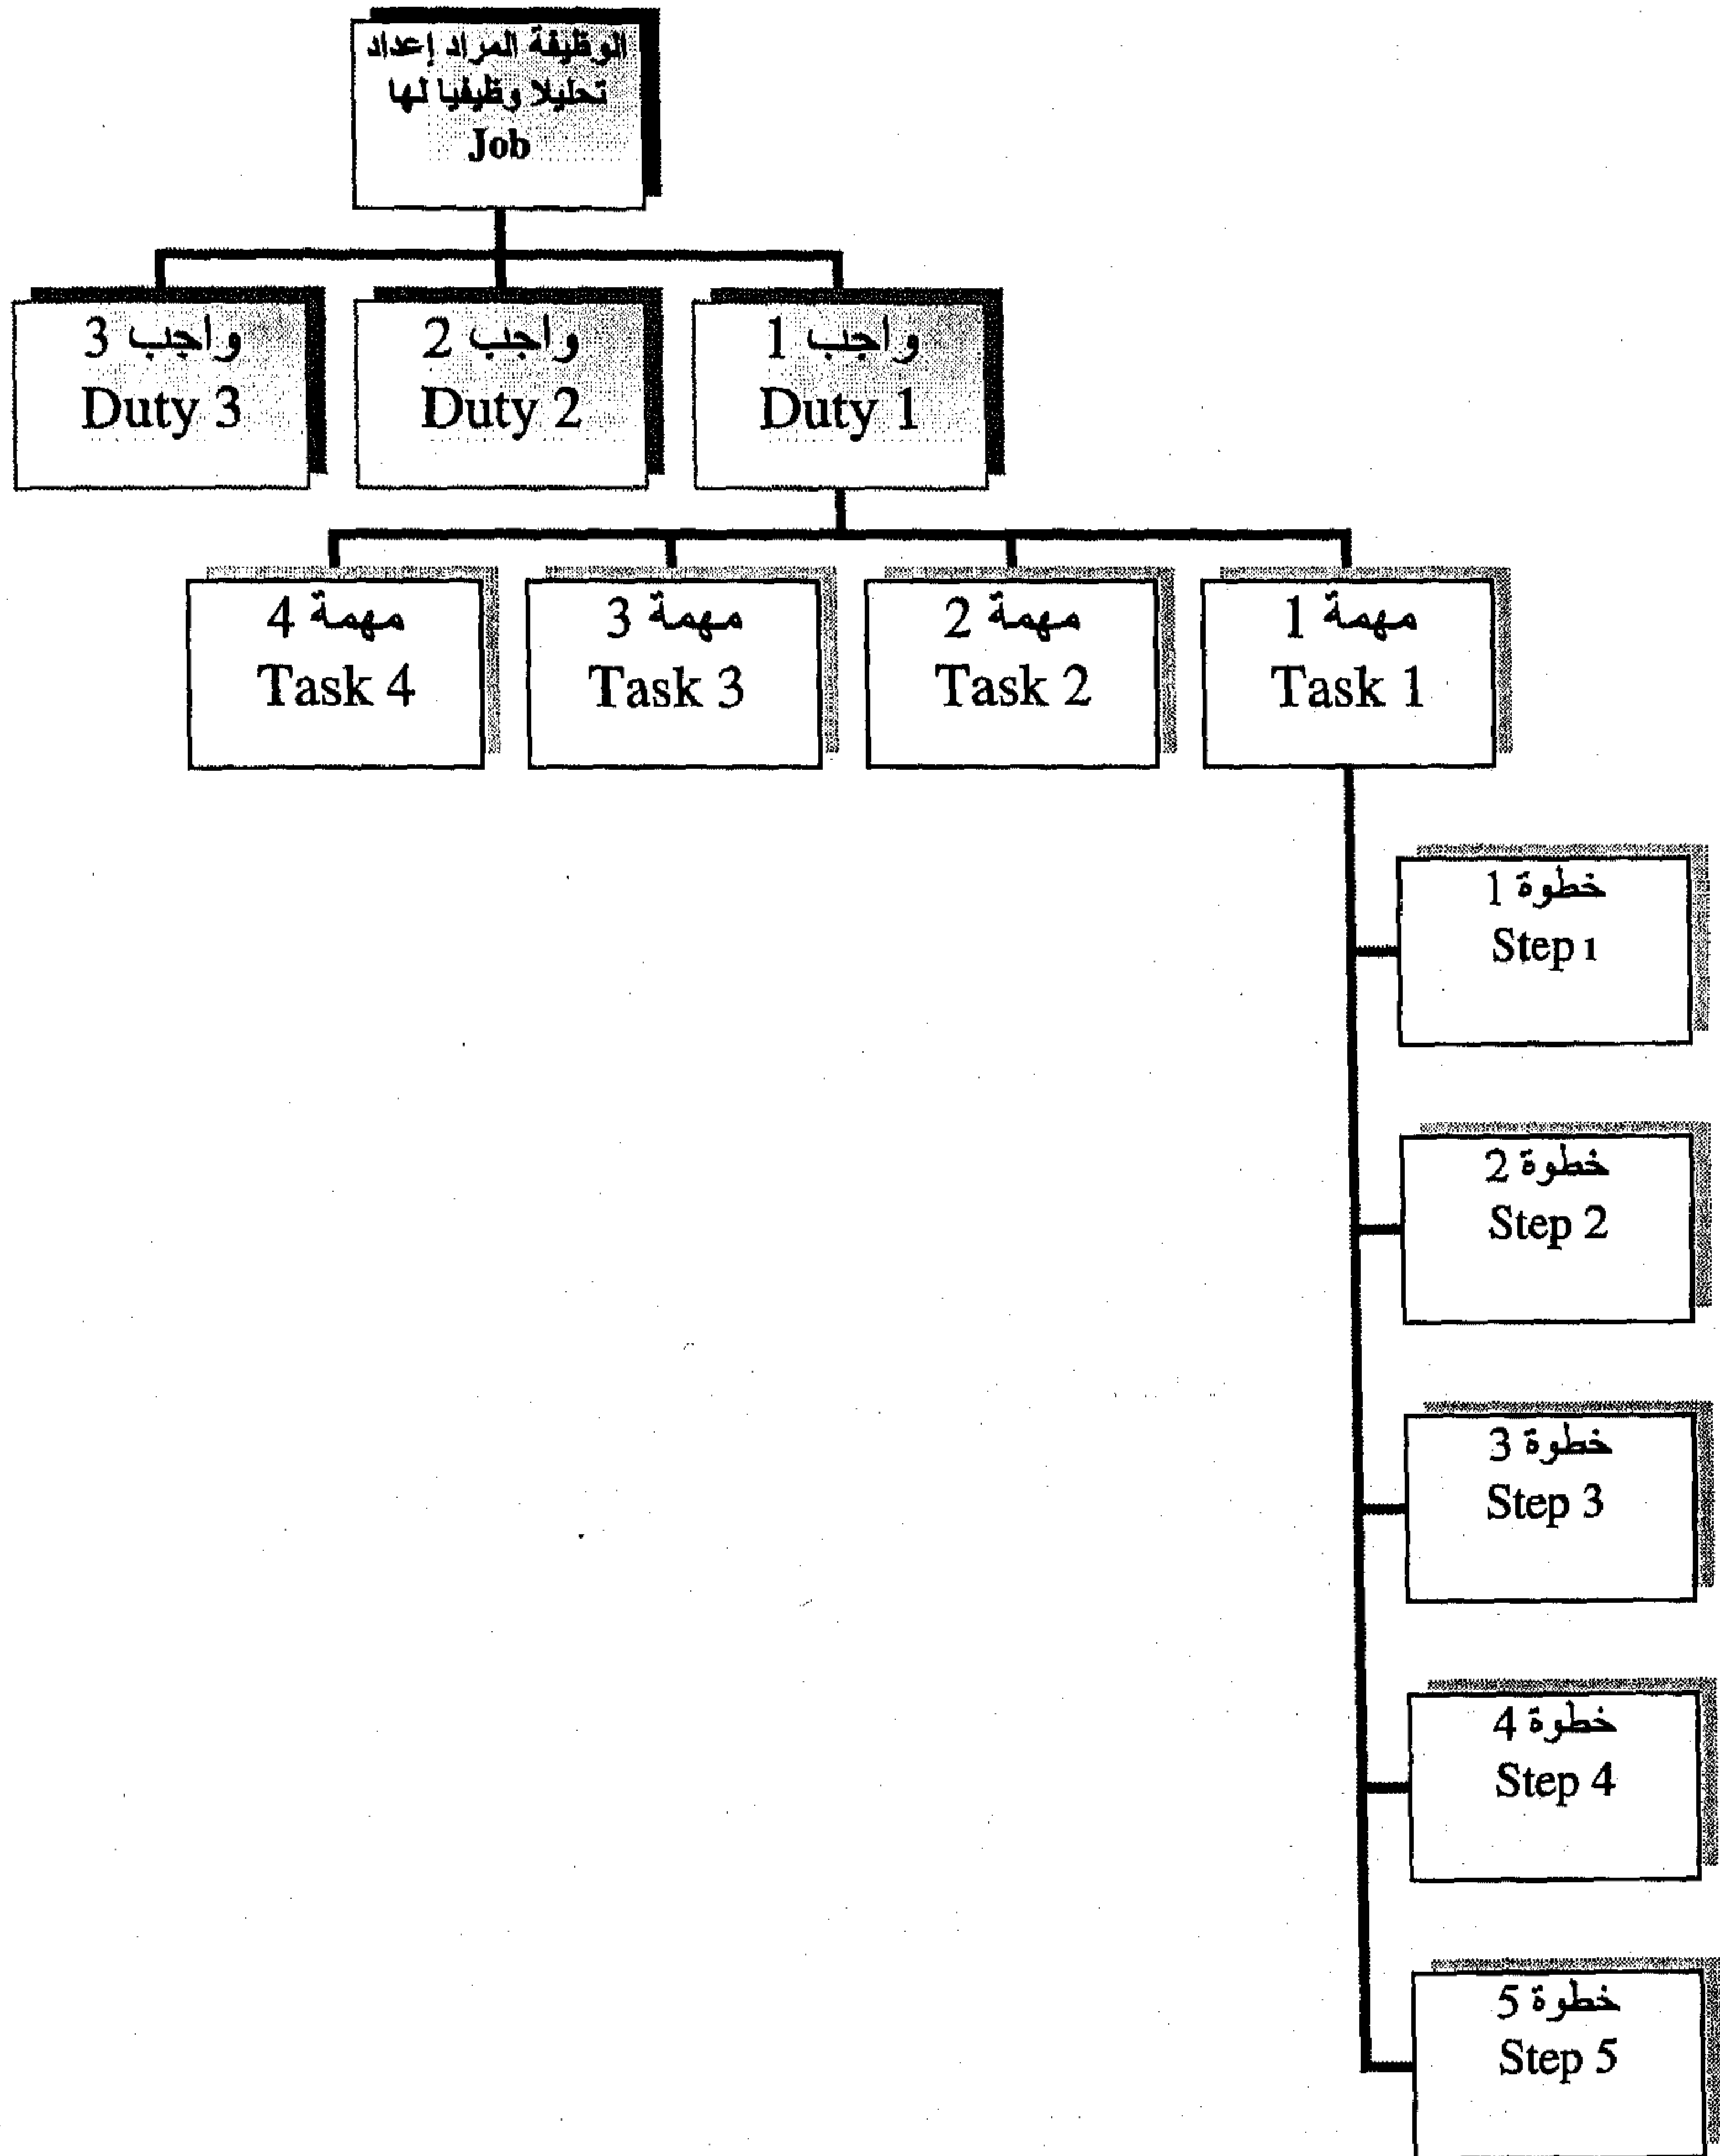 الوظيفة المراد إعداد
تحليلا وظيفيا لها
Job
واجب 1
Duty 1
واجب 2
Duty 2
واجب 3
Duty 3
مهمة 1
Task 1
مهمة 2
Task 2
مهمة 3
Task 3
مهمة 4
Task 4
خطوة 1
Step 1
خطوة 2
Step 2
خطوة 3
Step 3
خطوة 4
Step 4
خطوة 5
Step 5